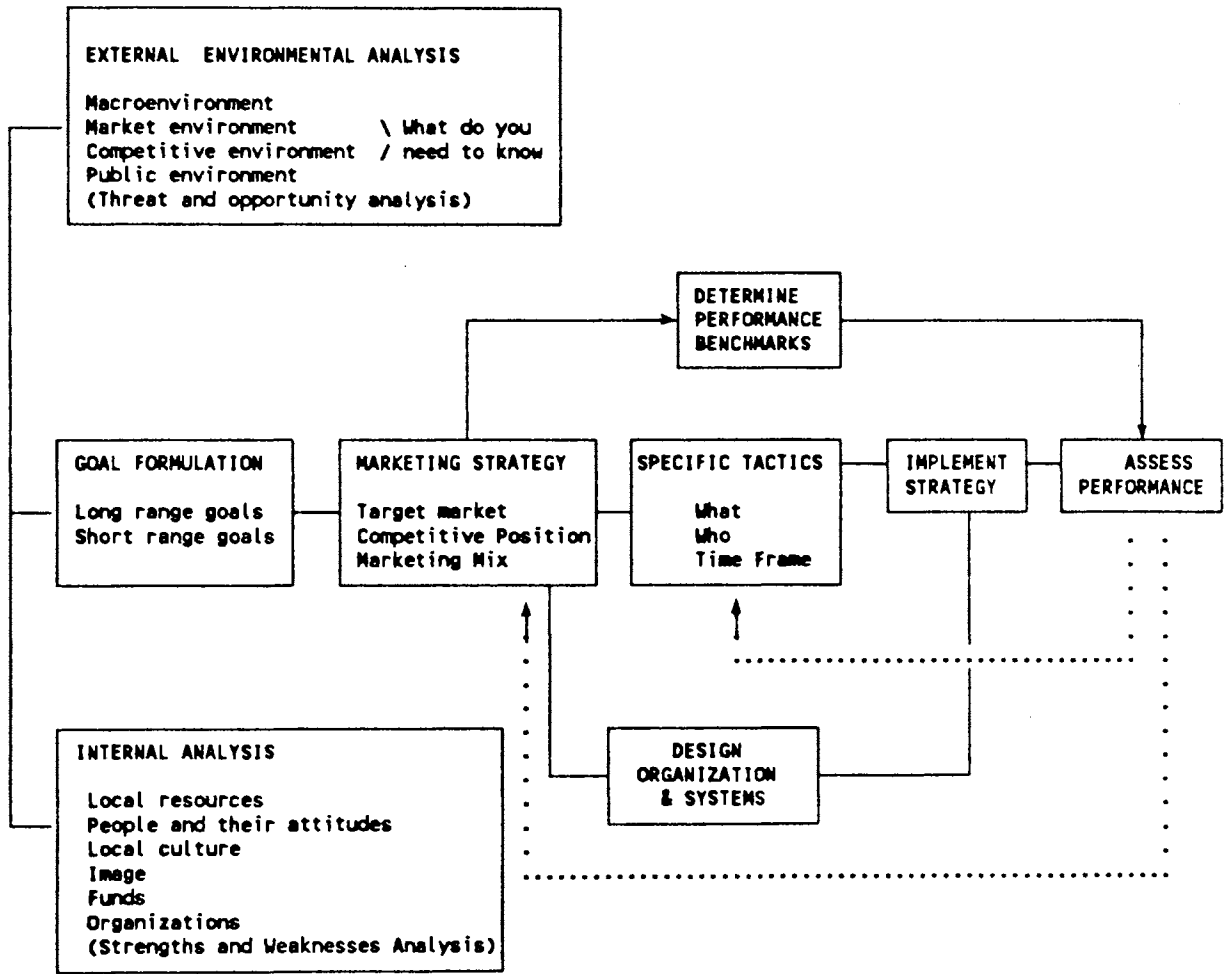 EXTERNAL ENVIRONMENTAL ANALYSIS
Macroenvironment
Market environment \ What do you
Competitive environment / need to know
Public environment
(Threat and opportunity analysis)
DETERMINE
PERFORMANCE
BENCHMARKS
GOAL FORMULATION
Long range goals
Short range goals
MARKETING STRATEGY
Target market
Competitive Position
Marketing Mix
SPECIFIC TACTICS
What
Who
Time Frame
IMPLEMENT
STRATEGY
ASSESS
PERFORMANCE
INTERNAL ANALYSIS
Local resources
People and their attitudes
Local culture
Image
Funds
Organizations
(Strengths and Weaknesses Analysis)
DESIGN
ORGANIZATION
& SYSTEMS